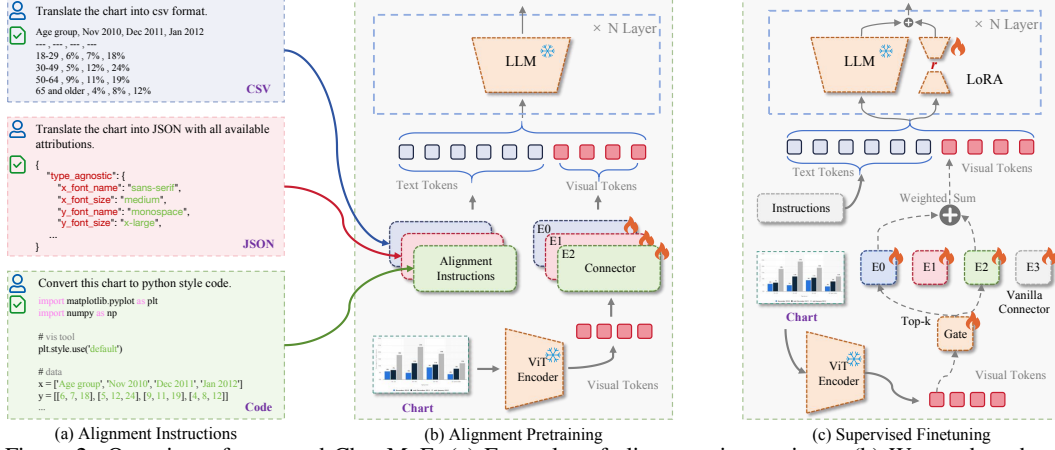 Translate the chart into csv format.
Age group, Nov 2010, Dec 2011, Jan 2012
--- , --- , --- , ---
18-29 , 6%, 7%, 18%
30-49 , 5%, 12%, 24%
50-64 , 9%, 11%, 19%
65 and older , 4%, 8%, 12%
CSV
Translate the chart into JSON with all available
attributions.
{
"type_agnostic": {
"x_font_name": "sans-serif",
"x_font_size": "medium",
"y_font_name": "monospace",
"y_font_size": "x-large",
...
}
JSON
Convert this chart to python style code.
import matplotlib.pyplot as plt
import numpy as np
# vis tool
plt.style.use('default')
# data
x = ['Age group', 'Nov 2010', 'Dec 2011', 'Jan 2012']
y = [[6, 7, 18], [5, 12, 24], [9, 11, 19], [4, 8, 12]]
...
Code
(a) Alignment Instructions
× N Layer
LLM
Text Tokens
Visual Tokens
Alignment
Instructions
E0
E1
E2
Connector
ViT
Encoder
Visual Tokens
Chart
(b) Alignment Pretraining
× N Layer
LLM
r
LoRA
Text Tokens
Visual Tokens
Instructions
Weighted Sum
E0
E1
E2
E3
Vanilla
Connector
Chart
Top-k
Gate
ViT
Encoder
Visual Tokens
(c) Supervised Finetuning